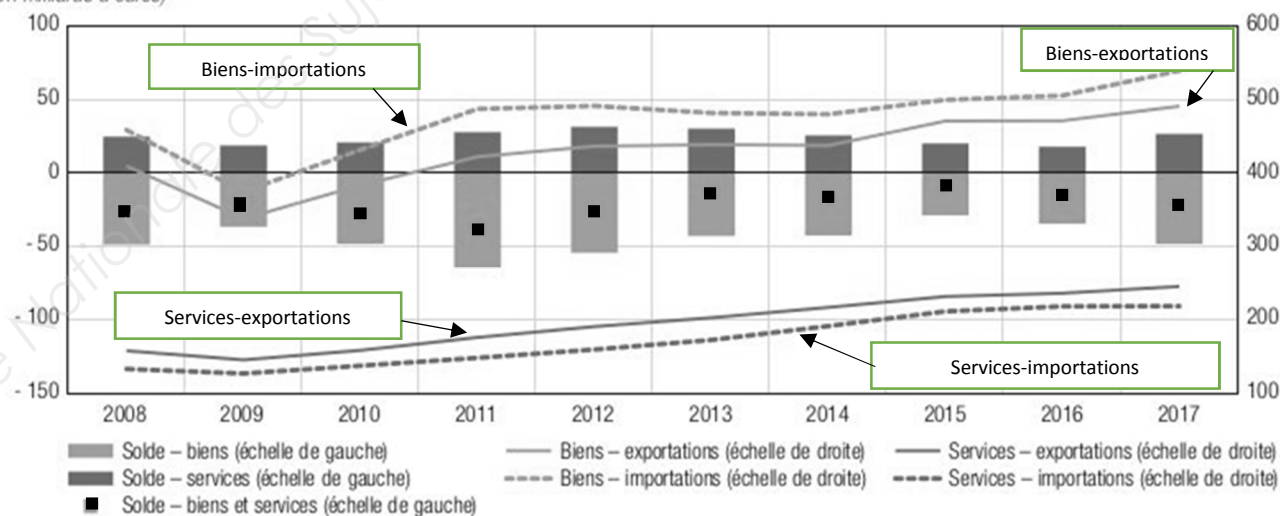 en milliards d'euros)
100
600
Biens-importations
Biens-exportations
50
500
0
400
- 50
300
Services-exportations
- 100
200
Services-importations
- 150
100
2008 2009 2010 2011 2012 2013 2014 2015 2016 2017
Solde – biens (échelle de gauche)
Biens – exportations (échelle de droite)
Services – exportations (échelle de droite)
Solde – services (échelle de gauche)
Biens – importations (échelle de droite)
Services – importations (échelle de droite)
Solde – biens et services (échelle de gauche)
Nationale des Suj